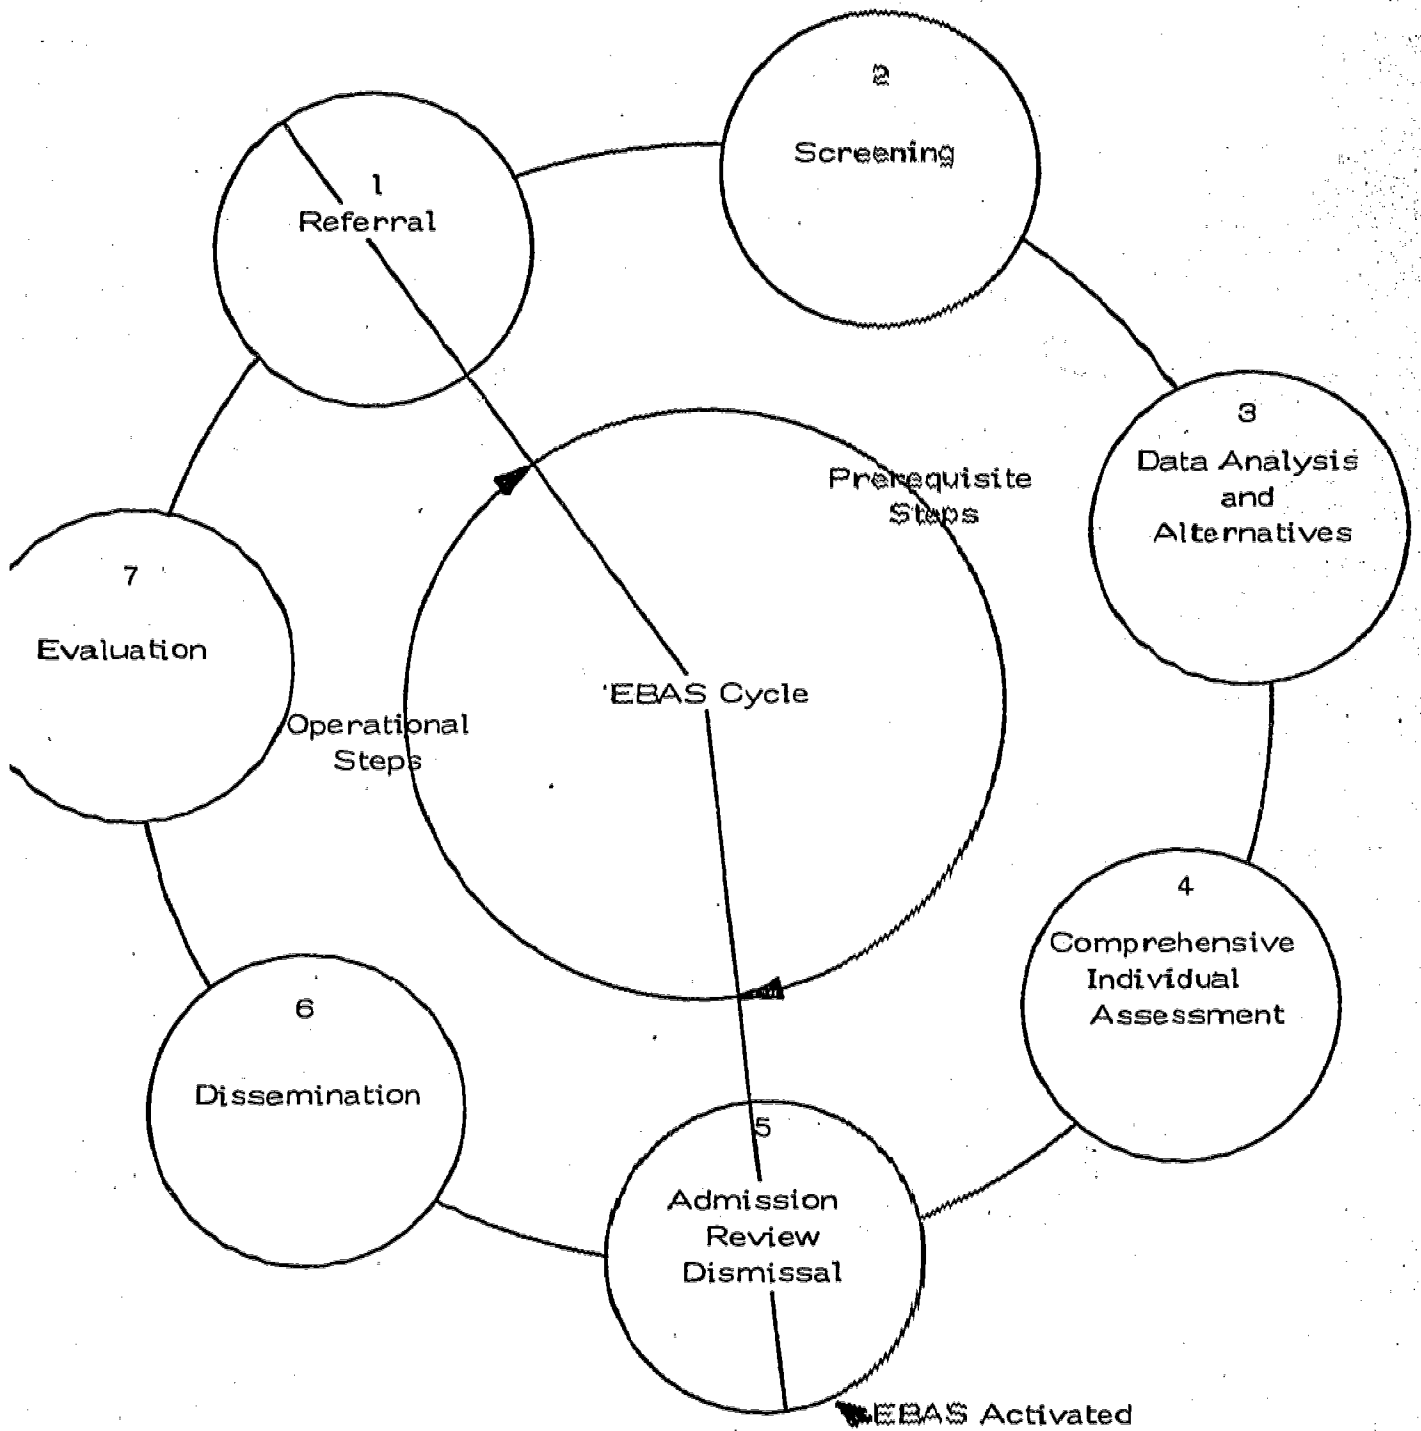 1
Referral
2
Screening
3
Data Analysis
and
Alternatives
Prerequisite
Steps
7
Evaluation
EBAS Cycle
Operational
Steps
4
Comprehensive
Individual
Assessment
6
Dissemination
5
Admission
Review
Dismissal
EBAS Activated